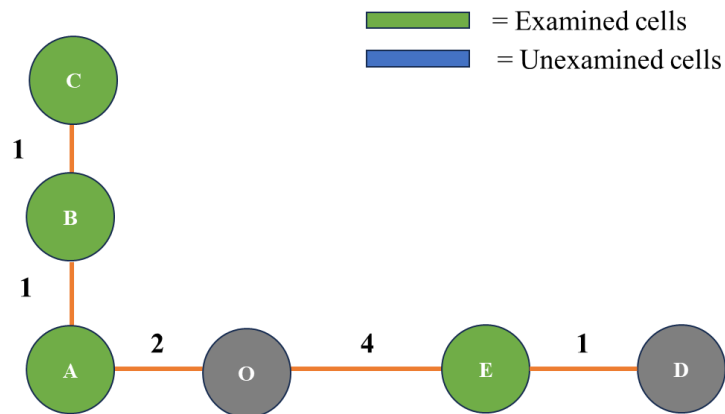 = Examined cells
= Unexamined cells
C
1
B
1
A
2
O
4
E
1
D